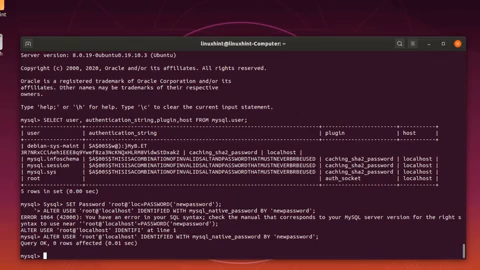 linuxhint@linuxhint-Computer: ~
Server version: 8.0.19-0ubuntu0.19.10.3 (Ubuntu)
Copyright (c) 2000, 2020, Oracle and/or its affiliates. All rights reserved.
Oracle is a registered trademark of Oracle Corporation and/or its
affiliates. Other names may be trademarks of their respective
owners.
Type 'help;' or '\h' for help. Type '\c' to clear the current input statement.
mysql> SELECT user, authentication_string,plugin,host FROM mysql.user;
| user | authentication_string | plugin | host |
| debian-sys-maint |
| caching_sha2_password | localhost |
| mysql.infoschema | $A$005$THISISACOMBINATIONOFINVALIDSALTANDPASSWORDTHATMUSTNEVERBRBEUSED | caching_sha2_password | localhost |
| mysql.session | $A$005$THISISACOMBINATIONOFINVALIDSALTANDPASSWORDTHATMUSTNEVERBRBEUSED | caching_sha2_password | localhost |
| mysql.sys | $A$005$THISISACOMBINATIONOFINVALIDSALTANDPASSWORDTHATMUSTNEVERBRBEUSED | caching_sha2_password | localhost |
| root | | auth_socket | localhost |
5 rows in set (0.00 sec)
mysql> Sysql> SET Password 'root'@'loc=PASSWORD('newpassword');
'> ALTER USER 'root'@'localhost' IDENTIFIED WITH mysql_native_password BY 'newpassword';
ERROR 1064 (42000): You have an error in your SQL syntax; check the manual that corresponds to your MySQL server version for the right s
yntax to use near
ALTER USER 'root'@'localhost' IDENTIFI' at line 1
mysql> ALTER USER 'root'@'localhost' IDENTIFIED WITH mysql_native_password BY 'newpassword';
Query OK, 0 rows affected (0.01 sec)
mysql>